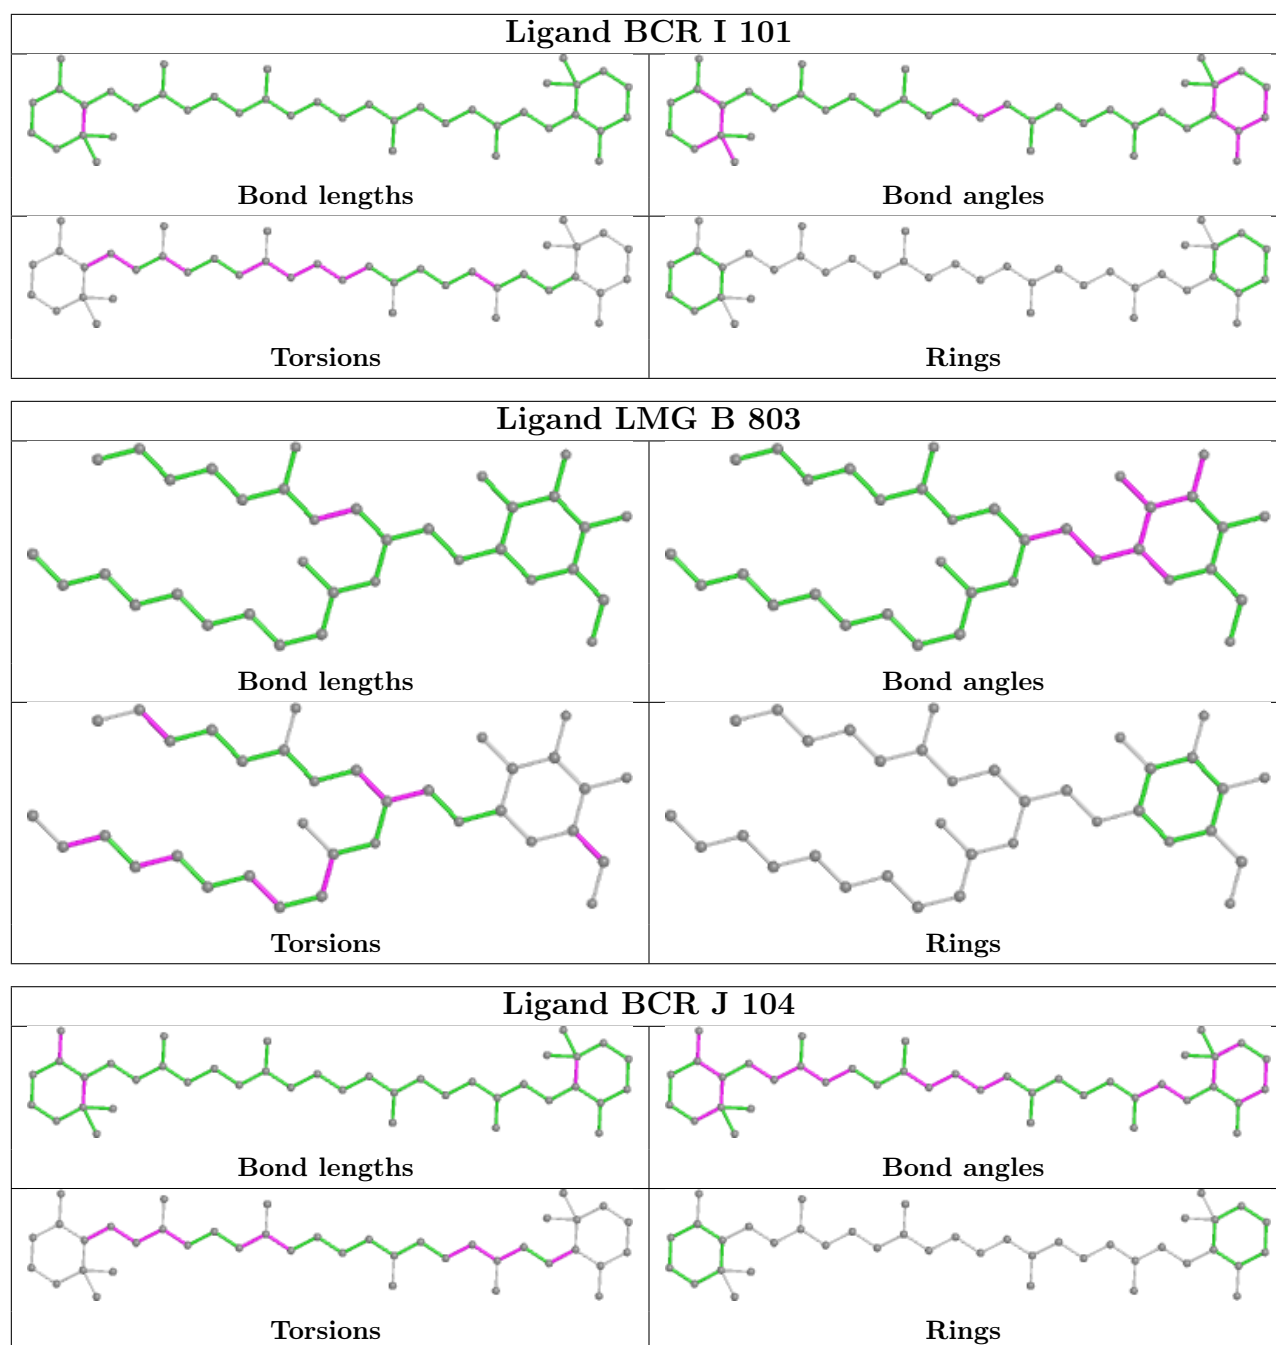 Ligand BCR I 101
Bond lengths
Bond angles
Torsions
Rings
Ligand LMG B 803
Bond lengths
Bond angles
Torsions
Rings
Ligand BCR J 104
Bond lengths
Bond angles
Torsions
Rings